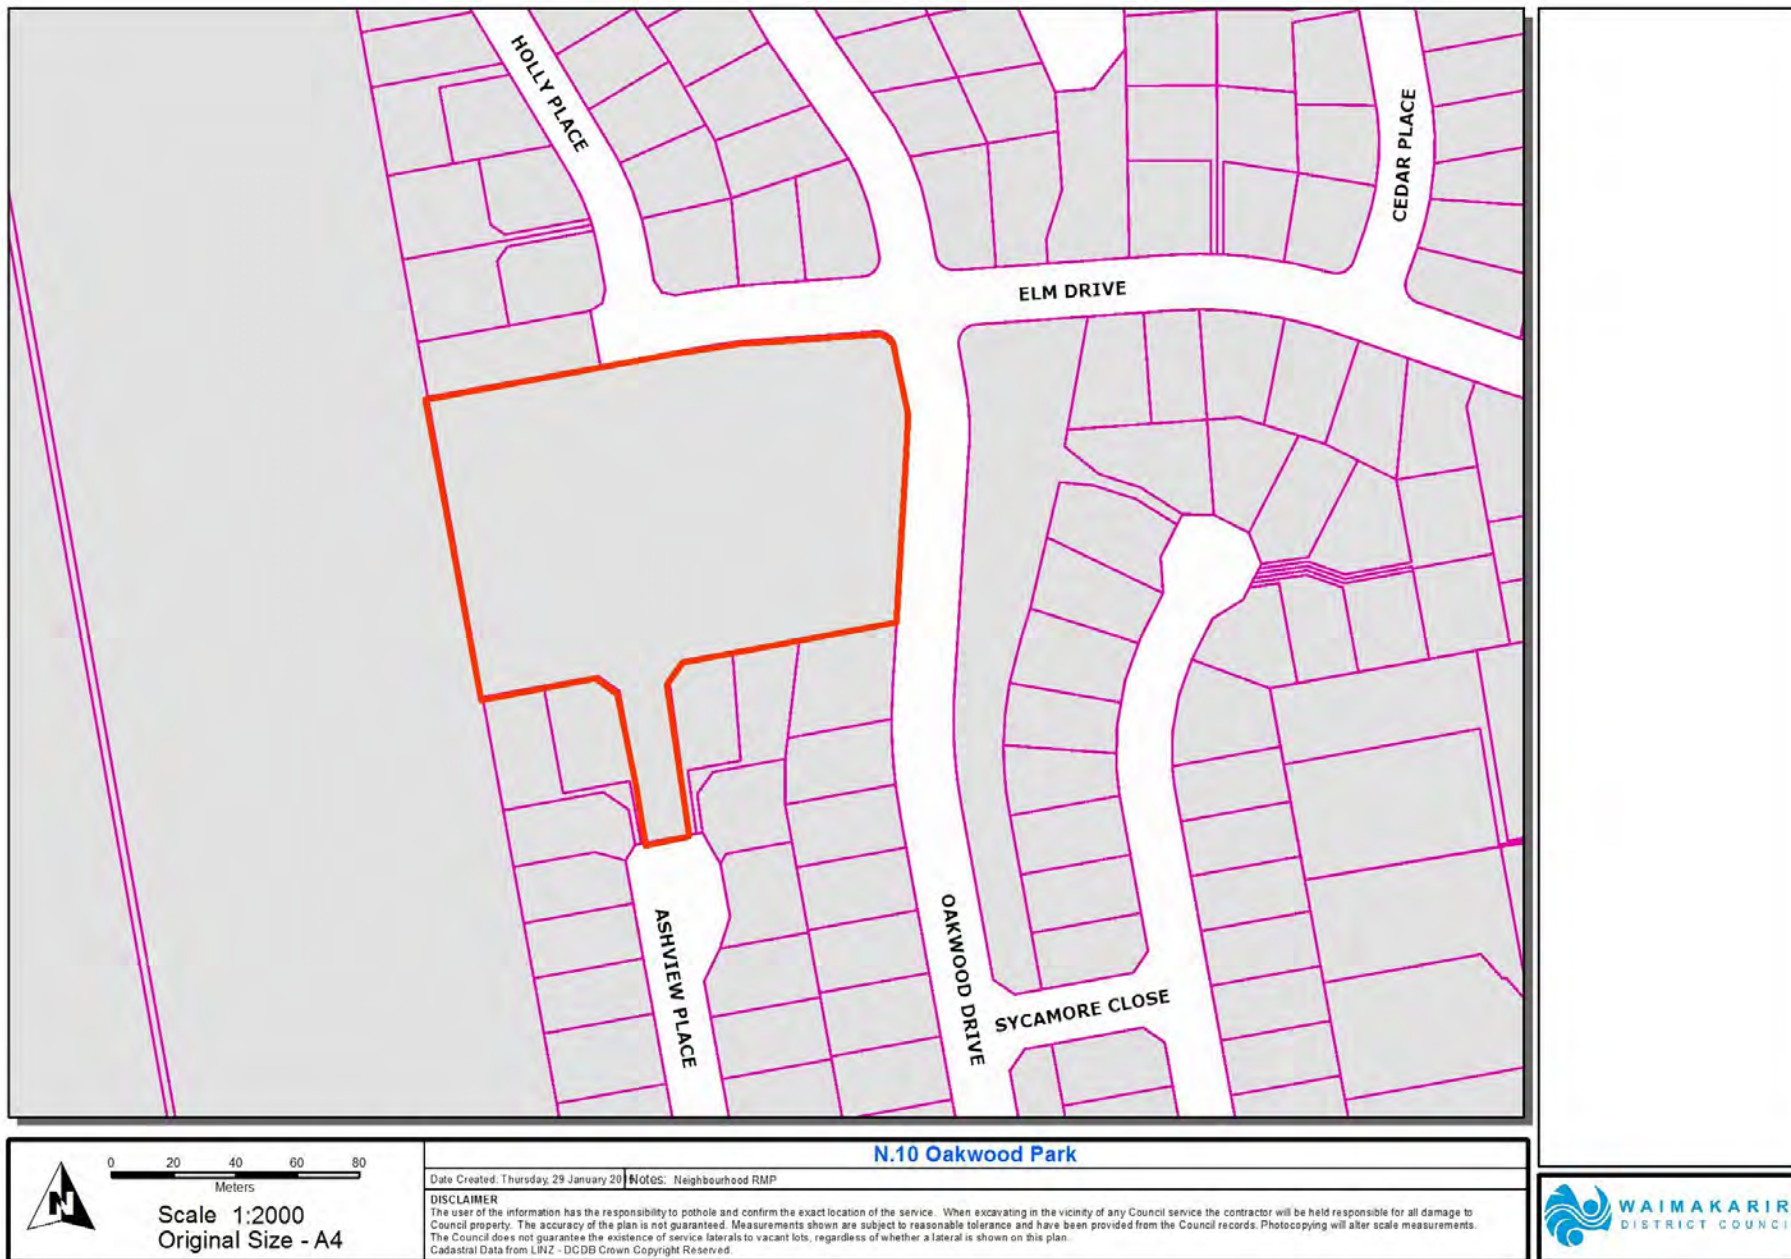 HOLLY PLACE
CEDAR PLACE
ELM DRIVE
ASHVIEW PLACE
OAKWOOD DRIVE
SYCAMORE CLOSE
N
0 20 40 60 80
Meters
Scale 1:2000
Original Size - A4
N.10 Oakwood Park
Date Created: Thursday, 29 January
Notes: Neighbourhood RMP
DISCLAIMER
The user of the information has the responsibility to pothole and confirm the exact location of the service. When excavating in the vicinity of any Council service the contractor will be held responsible for all damage to
Council property. The accuracy of the plan is not guaranteed. Measurements shown are subject to reasonable tolerance and have been provided from the Council records. Photocopying will alter scale measurements.
The Council does not guarantee the existence of service laterals to vacant lots, regardless of whether a lateral is shown on this plan.
Cadastral Data from LINZ - DCDB Crown Copyright Reserved.
WAIMAKARIR
DISTRICT COUNCI